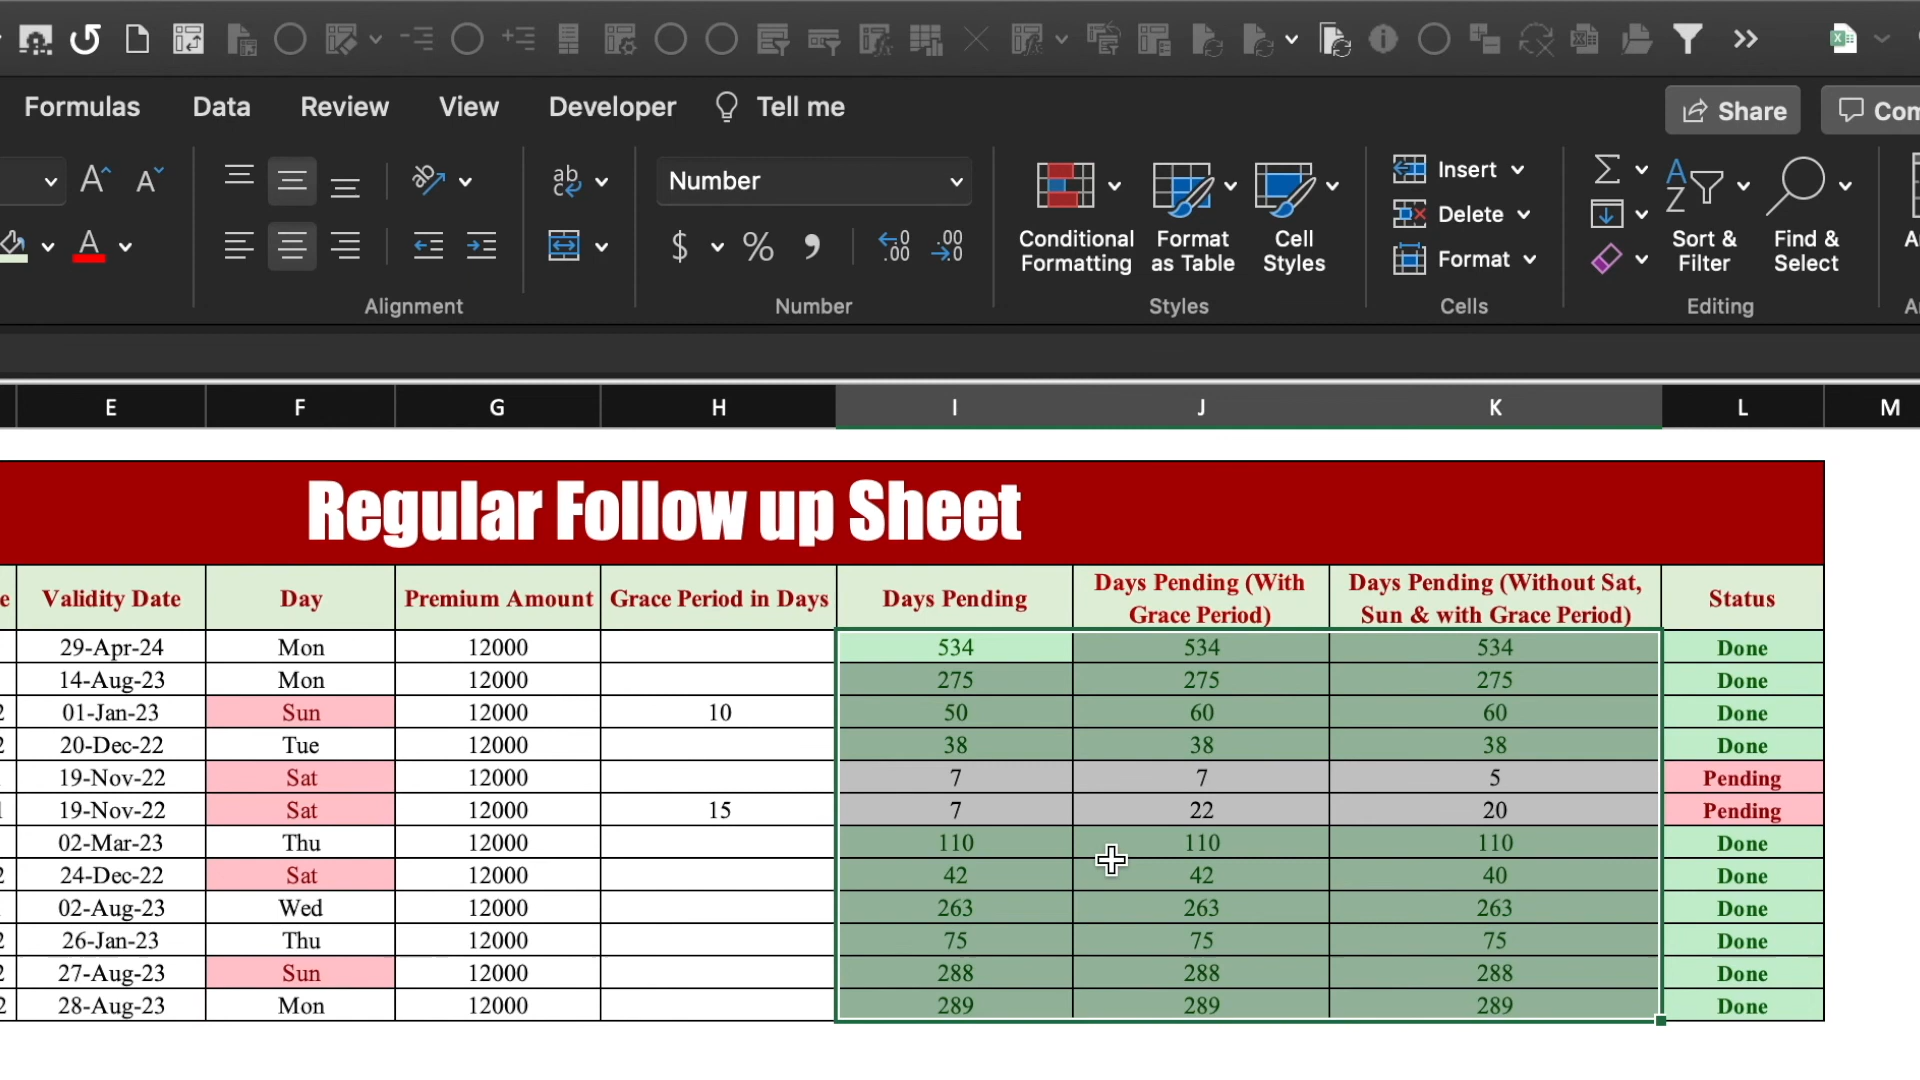 Formulas Data Review View Developer Tell me Share Com
Number
Insert
Delete
Format
Conditional Formatting
Format as Table
Cell Styles
Sort & Filter
Find & Select
Alignment Number Styles Cells Editing
E F G H I J K L M
Regular Follow up Sheet
e Validity Date Day Premium Amount Grace Period in Days Days Pending Days Pending (With Grace Period) Days Pending (Without Sat, Sun & with Grace Period) Status
29-Apr-24 Mon 12000 534 534 534 Done
14-Aug-23 Mon 12000 275 275 275 Done
2 01-Jan-23 Sun 12000 10 50 60 60 Done
2 20-Dec-22 Tue 12000 38 38 38 Done
19-Nov-22 Sat 12000 7 7 5 Pending
19-Nov-22 Sat 12000 15 7 22 20 Pending
02-Mar-23 Thu 12000 110 110 110 Done
2 24-Dec-22 Sat 12000 42 42 40 Done
02-Aug-23 Wed 12000 263 263 263 Done
2 26-Jan-23 Thu 12000 75 75 75 Done
2 27-Aug-23 Sun 12000 288 288 288 Done
2 28-Aug-23 Mon 12000 289 289 289 Done